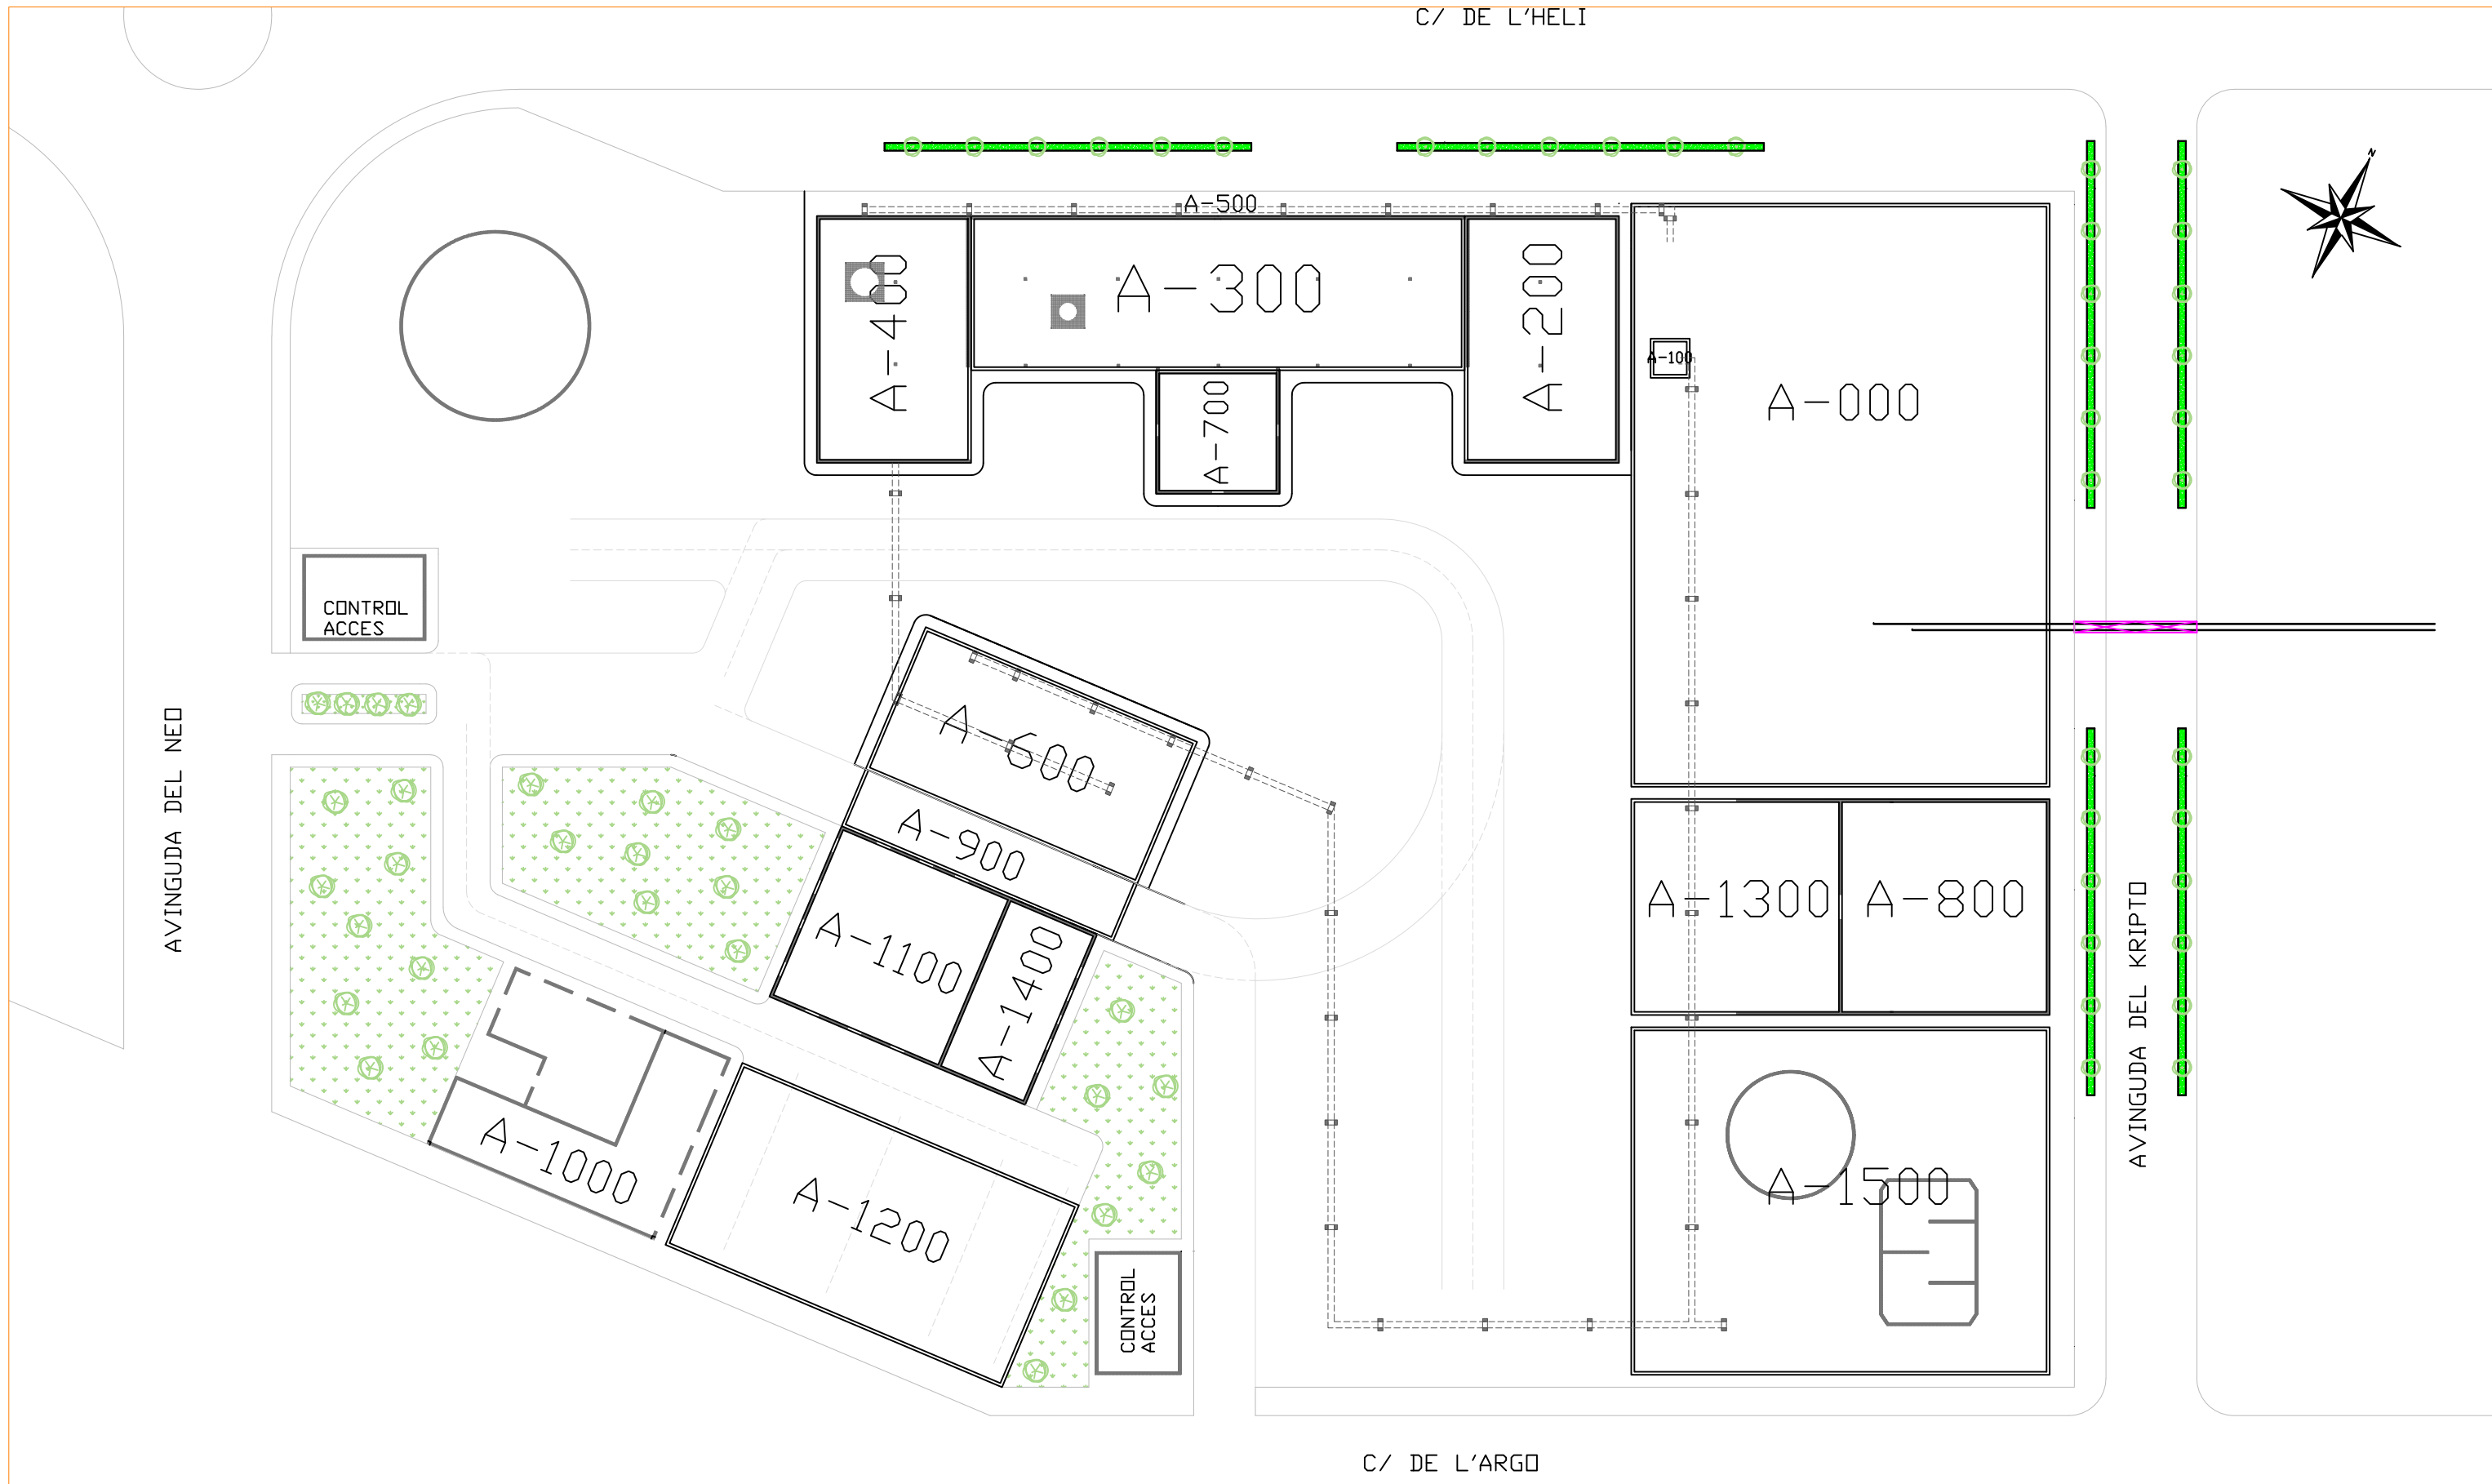 C/ DE L'HELI
N
A-500
A-400
A-300
A-200
A-100
A-000
A-700
CONTROL
ACCES
AVINGUDA DEL NEO
A-600
A-900
A-1300
A-800
A-1100
A-1400
AVINGUDA DEL KRIPTO
A-1000
A-1200
A-1500
CONTROL
ACCES
C/ DE L'ARGO